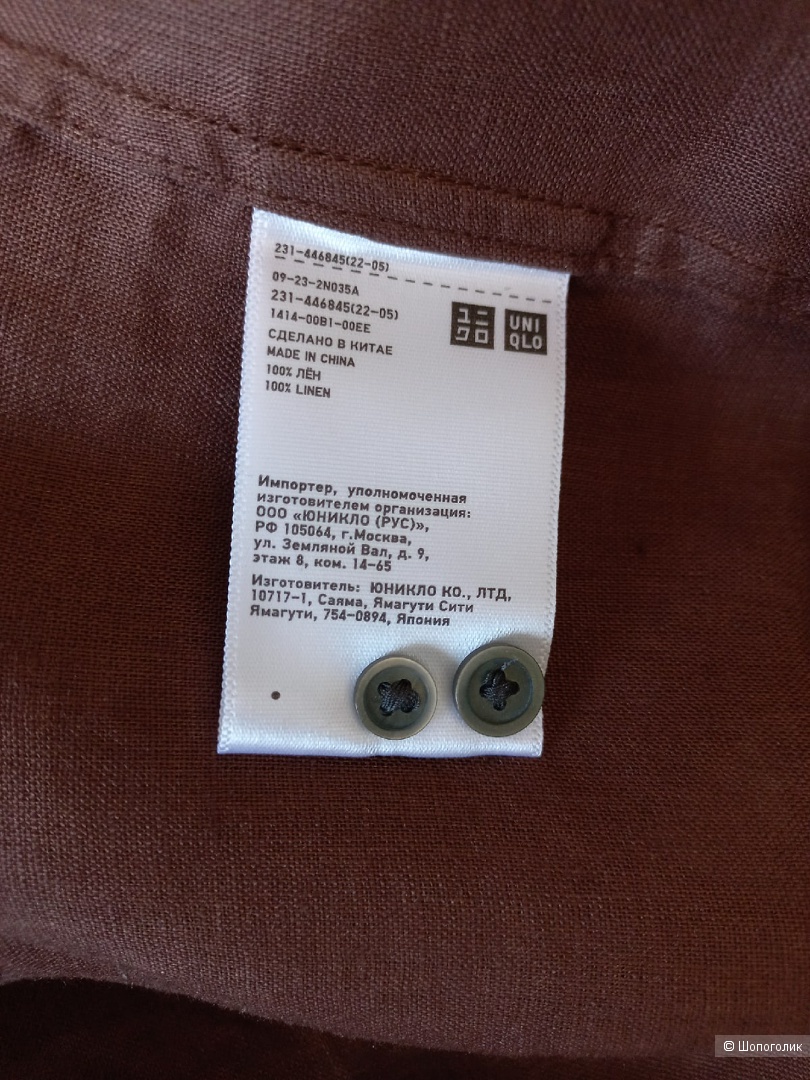 231-446845(22-05)
09-23-2N035A
231-446845(22-05)
1414-00B1-00EE
СДЕЛАНО В КИТАЕ
MADE IN CHINA
100% ЛЁН
100% LINEN
ユニ
クロ
UNI
QLO
Импортер, уполномоченная
изготовителем организация:
ООО «ЮНИКЛО (РУС)»,
РФ 105064, г.Москва,
ул. Земляной Вал, д. 9,
этаж 8, ком. 14-65
Изготовитель: ЮНИКЛО КО., ЛТД,
10717-1, Саяма, Ямагути Сити
Ямагути, 754-0894, Япония
© Шопоголик